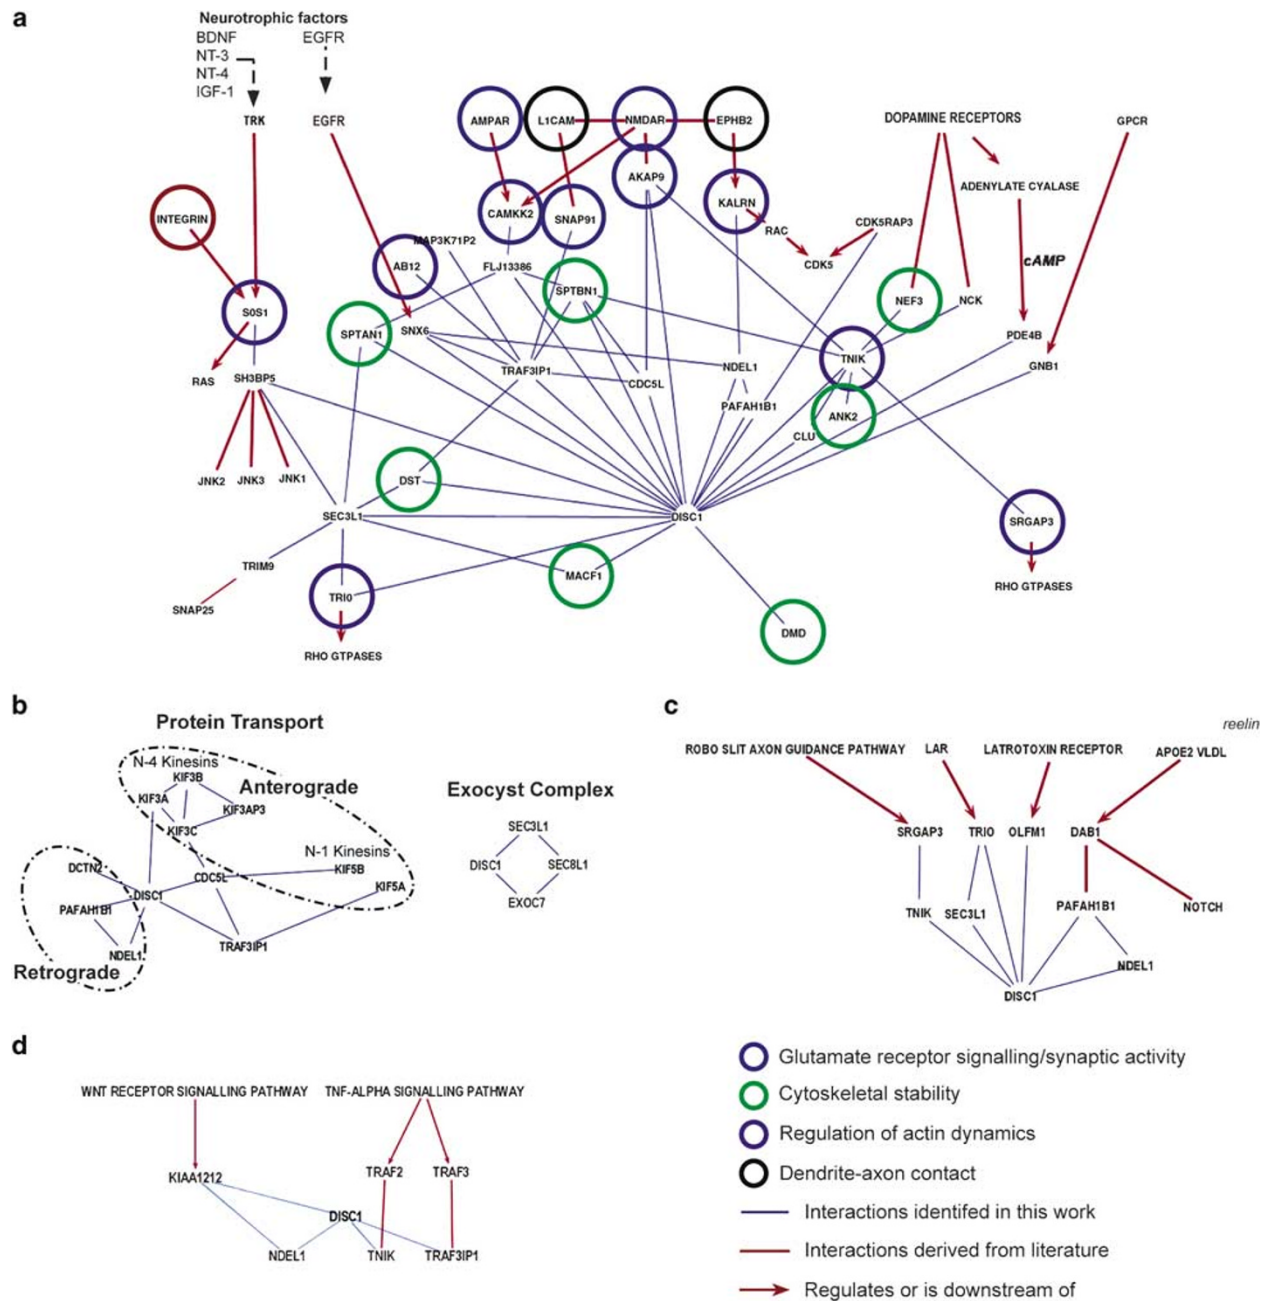 a
Neurotrophic factors
BDNF
EGFR
NT-3
NT-4
IGF-1
TRK
EGFR
AMPAR
L1CAM
NMDAR
EPHB2
DOPAMINE RECEPTORS
GPCR
AKAP9
ADENYLATE CYALASE
INTEGRIN
CAMKK2
SNAP91
KALRN
RAC
CDK5RAP3
MAP3K71P2
CDK5
cAMP
AB12
FLJ13386
SPTBN1
NEF3
NCK
S0S1
SPTAN1
SNX6
TNIK
PDE4B
GNB1
RAS
SH3BP5
TRAF3IP1
CDC5L
NDEL1
PAFAH1B1
ANK2
CLU
JNK2
JNK3
JNK1
DST
SEC3L1
DISC1
SRGAP3
TRIM9
MACF1
RHO GTPASES
SNAP25
TRI0
DMD
RHO GTPASES
b
Protein Transport
N-4 Kinesins
KIF3B
Anterograde
KIF3A
KIF3AP3
KIF3C
N-1 Kinesins
KIF5B
DCTN2
CDC5L
KIF5A
DISC1
PAFAH1B1
TRAF3IP1
NDEL1
Retrograde
Exocyst Complex
SEC3L1
DISC1
SEC8L1
EXOC7
c
reelin
ROBO SLIT AXON GUIDANCE PATHWAY
LAR
LATROTOXIN RECEPTOR
APOE2 VLDL
SRGAP3
TRIO
OLFM1
DAB1
TNIK
SEC3L1
PAFAH1B1
NOTCH
NDEL1
DISC1
d
WNT RECEPTOR SIGNALLING PATHWAY
TNF-ALPHA SIGNALLING PATHWAY
KIAA1212
TRAF2
TRAF3
DISC1
NDEL1
TNIK
TRAF3IP1
Glutamate receptor signalling/synaptic activity
Cytoskeletal stability
Regulation of actin dynamics
Dendrite-axon contact
Interactions identifed in this work
Interactions derived from literature
Regulates or is downstream of